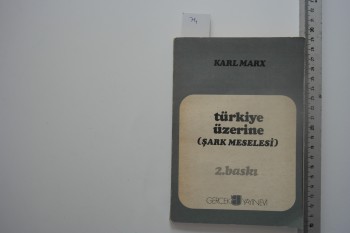 KARL MARX
türkiye
üzerine
(ŞARK MESELESİ)
2.baskı
GERÇEK YAYINEVİ